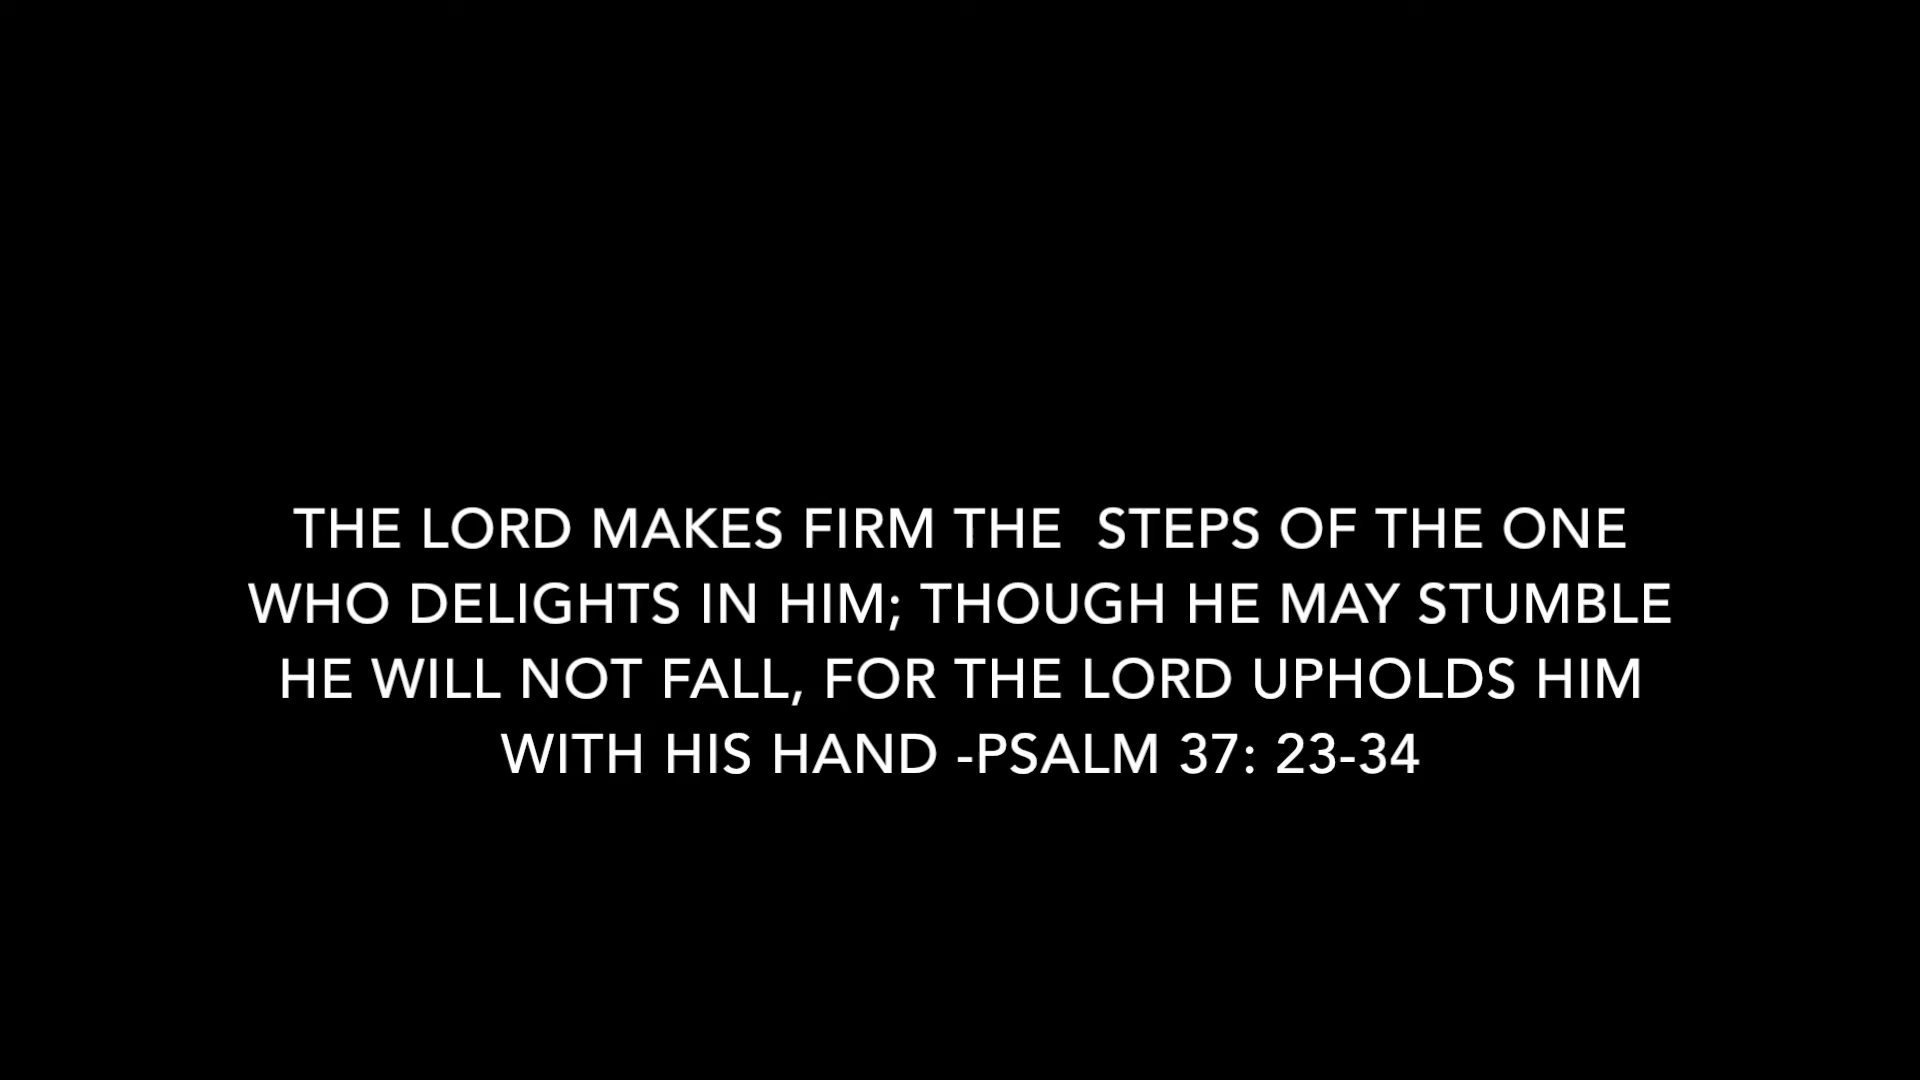 THE LORD MAKES FIRM THE  STEPS OF THE ONE
WHO DELIGHTS IN HIM; THOUGH HE MAY STUMBLE
HE WILL NOT FALL, FOR THE LORD UPHOLDS HIM
WITH HIS HAND -PSALM 37: 23-34